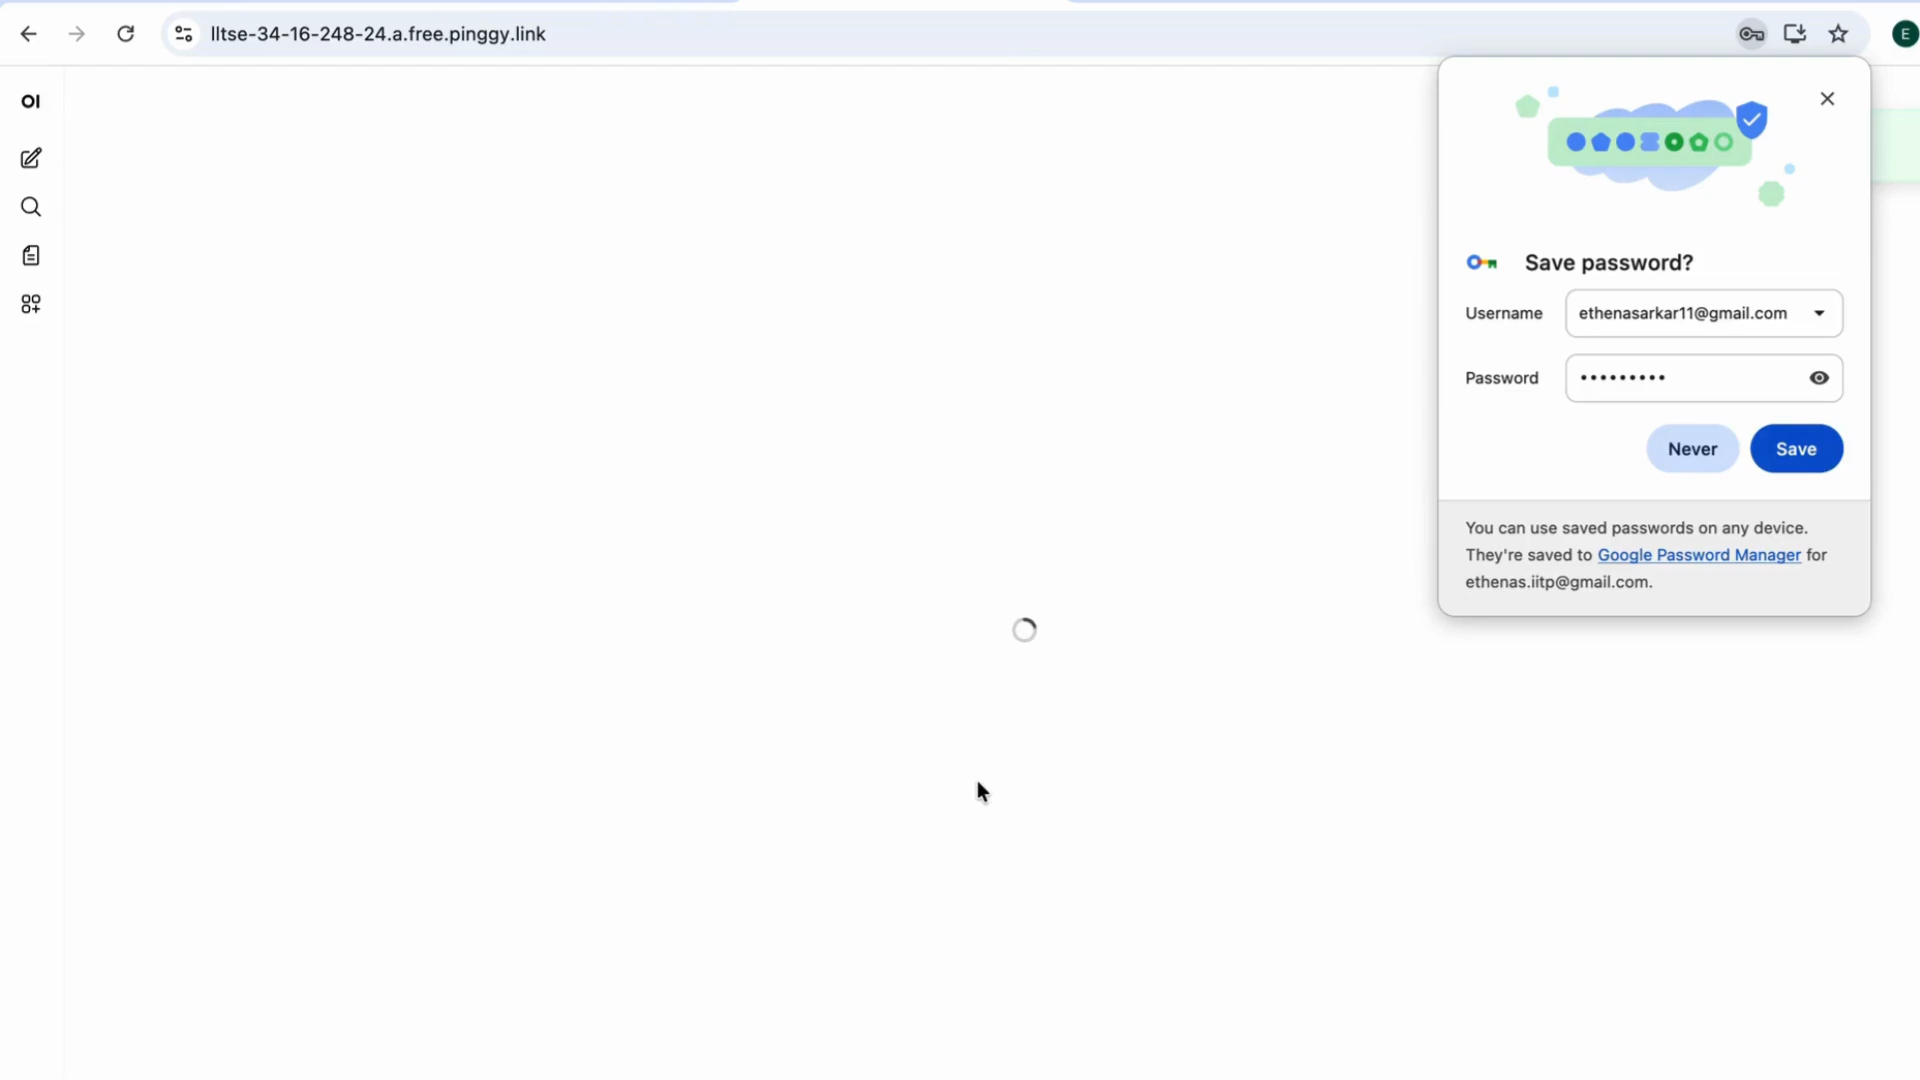 lltse-34-16-248-24.a.free.pinggy.link
E
OI
Save password?
Username
ethenasarkar11@gmail.com
Password
•••••••••
Never
Save
You can use saved passwords on any device.
They're saved to Google Password Manager for
ethenas.iitp@gmail.com.